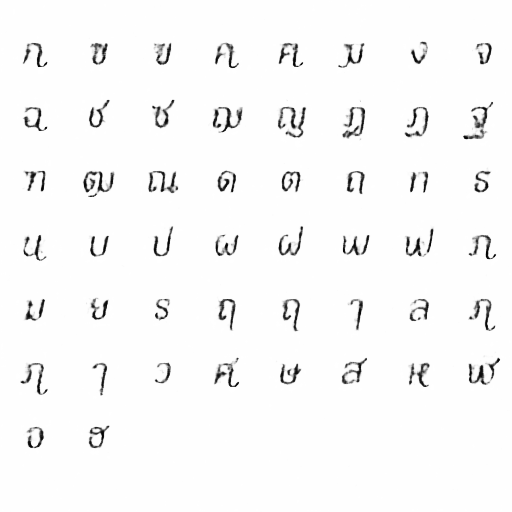 ก ข ฃ ค ฅ ฆ ง จ
ฉ ช ซ ฌ ญ ฎ ฏ ฐ
ฑ ฒ ณ ด ต ถ ท ธ
น บ ป ผ ฝ พ ฟ ภ
ม ย ร ฤ ฤ ๅ ล ฦ
ฦ ๅ ว ศ ษ ส ห ฬ
อ ฮ